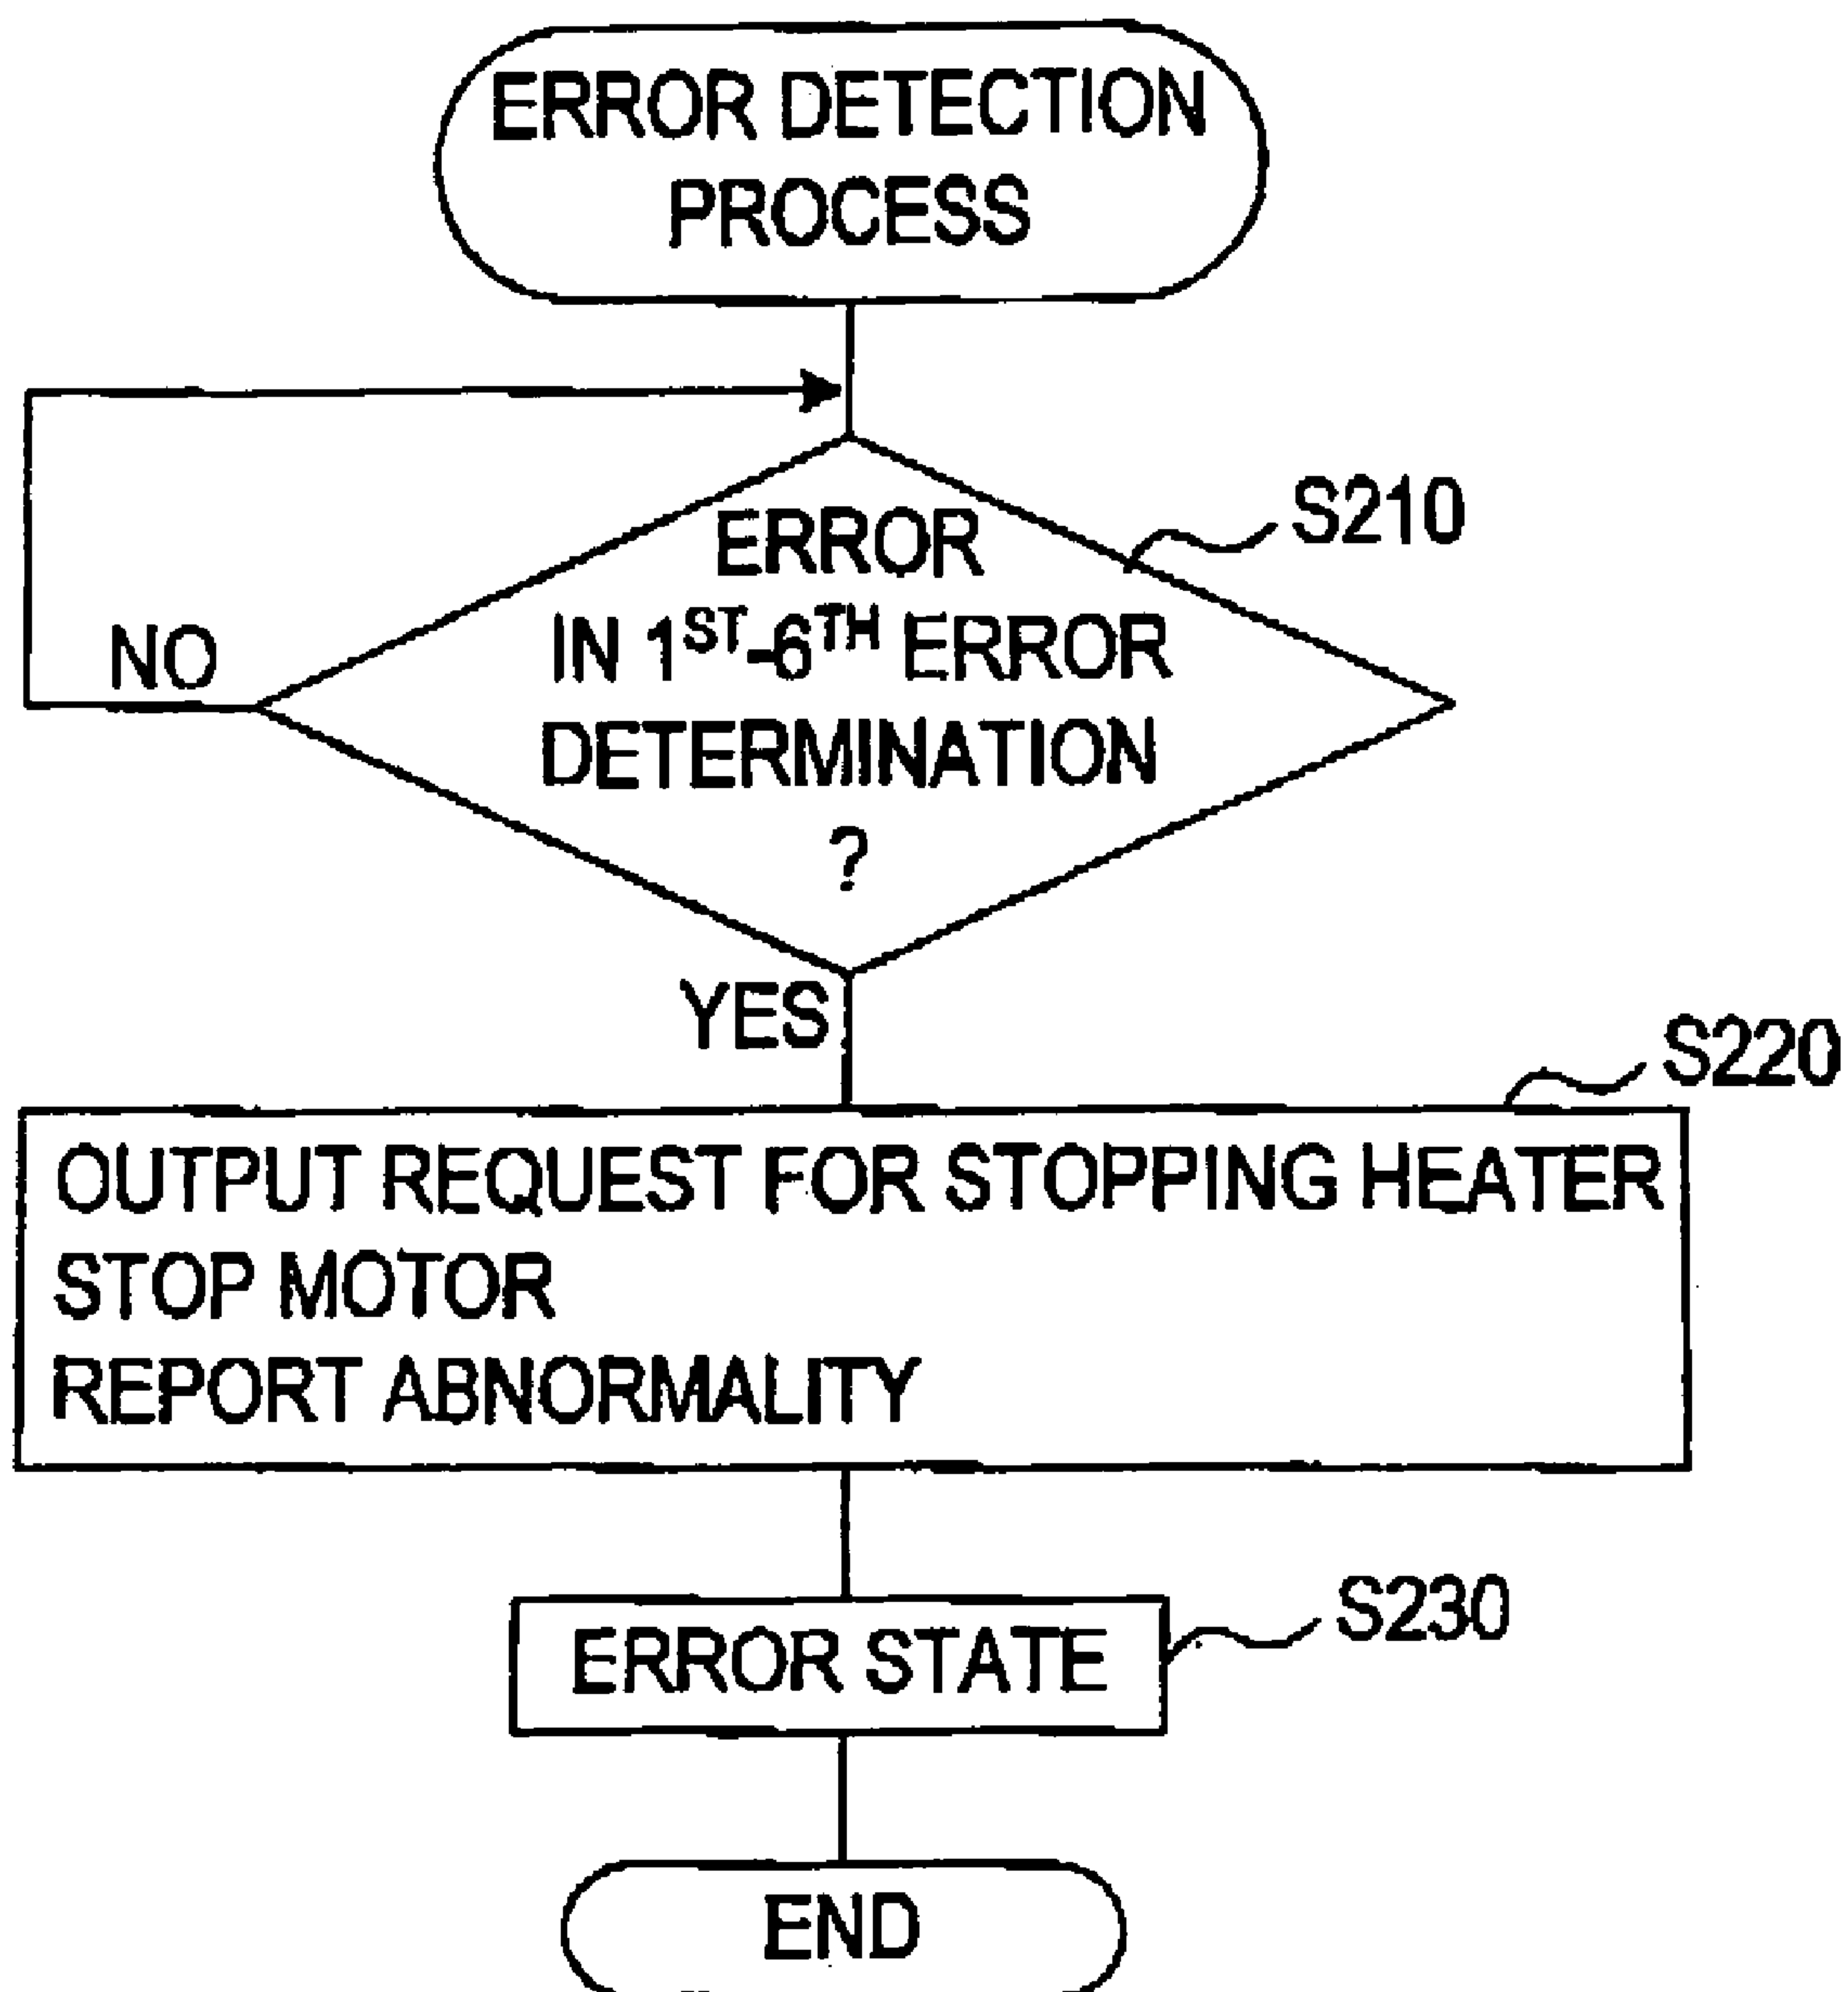 ERROR DETECTION
PROCESS
S210
ERROR
IN 1ST-6TH ERROR
DETERMINATION
?
NO
YES
S220
OUTPUT REQUEST FOR STOPPING HEATER
STOP MOTOR
REPORT ABNORMALITY
S230
ERROR STATE
END